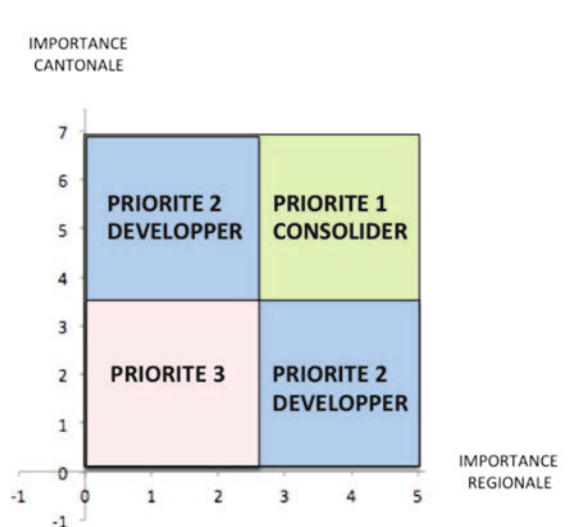 IMPORTANCE
CANTONALE
7
6
PRIORITE 2 PRIORITE 1
5
DEVELOPPER CONSOLIDER
4
3
2
PRIORITE 3 PRIORITE 2
DEVELOPPER
1
0
IMPORTANCE
REGIONALE
-1 0 1 2 3 4 5
-1